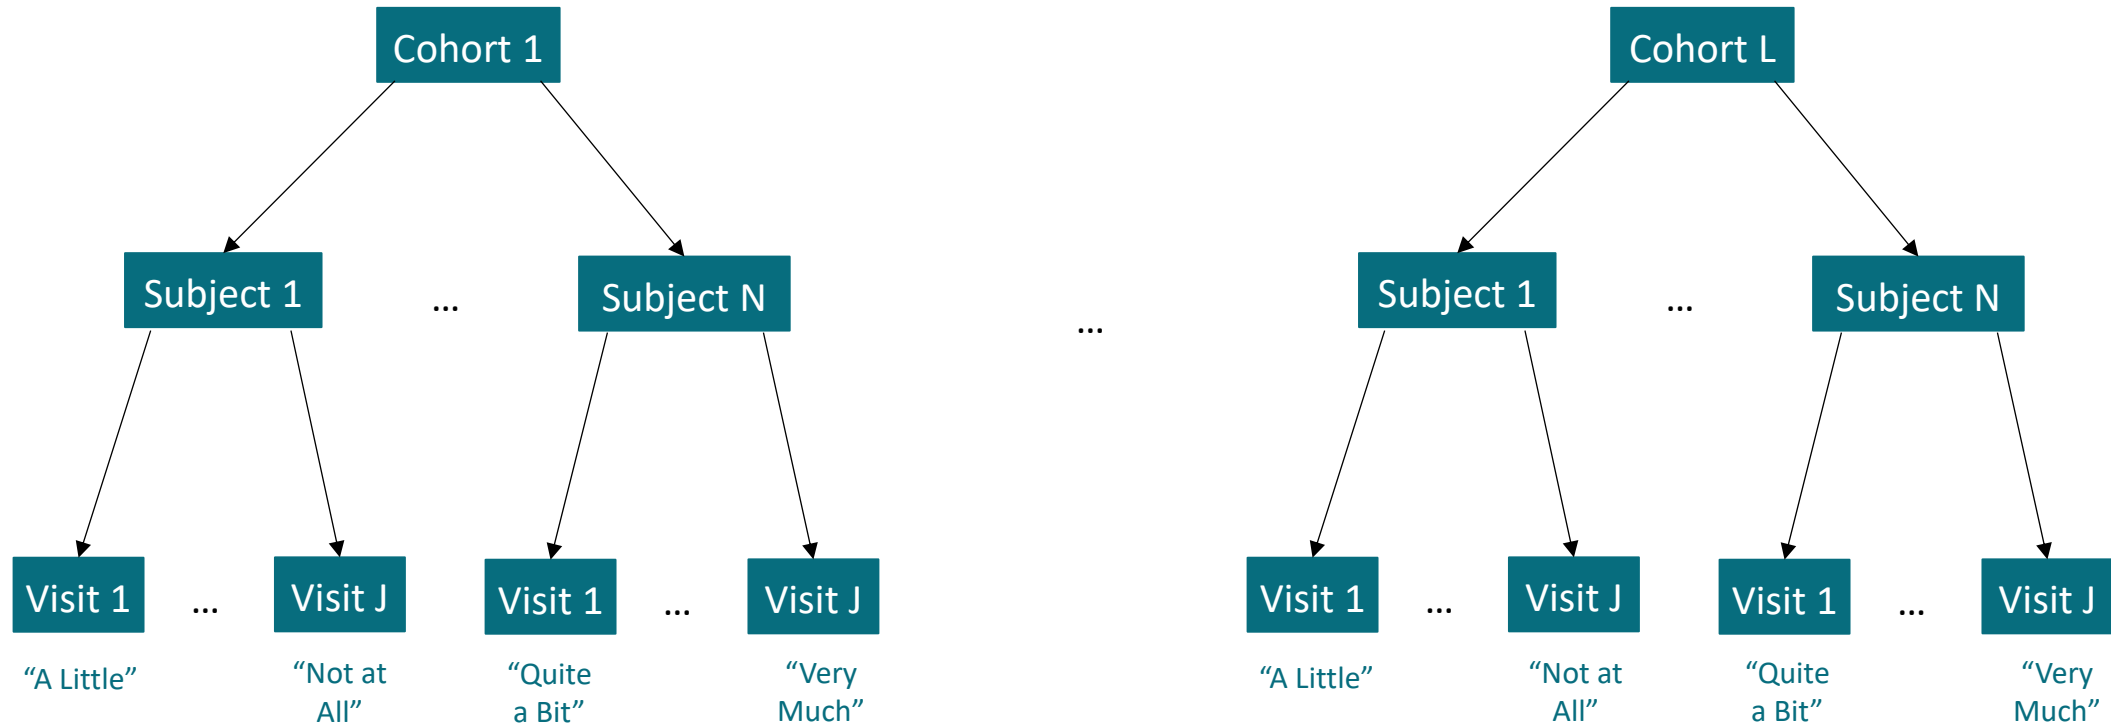 Cohort 1
Cohort L
Subject 1
...
Subject N
...
Subject 1
...
Subject N
Visit 1
...
Visit J
Visit 1
...
Visit J
Visit 1
...
Visit J
Visit 1
...
Visit J
“A Little”
“Not at
All”
“Quite
a Bit”
“Very
Much”
“A Little”
“Not at
All”
“Quite
a Bit”
“Very
Much”